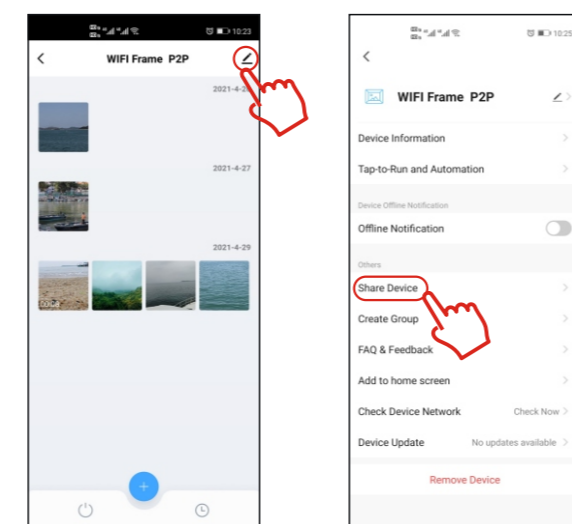 10:23
WIFI Frame P2P
2021-4-26
2021-4-27
2021-4-29
10:25
WIFI Frame P2P
Device Information
Tap-to-Run and Automation
Device Offline Notification
Offline Notification
Others
Share Device
Create Group
FAQ & Feedback
Add to home screen
Check Device Network Check Now
Device Update No updates available
Remove Device